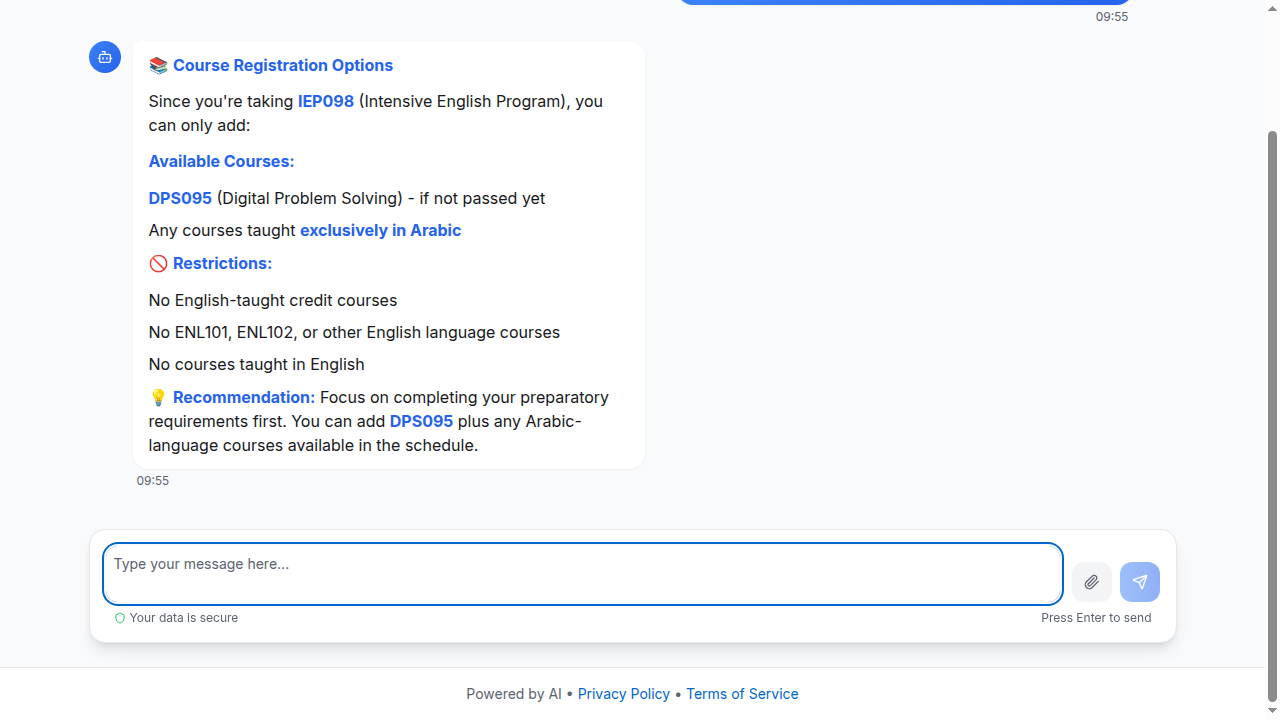 09:55
📚 Course Registration Options
Since you're taking IEP098 (Intensive English Program), you
can only add:
Available Courses:
DPS095 (Digital Problem Solving) - if not passed yet
Any courses taught exclusively in Arabic
🚫 Restrictions:
No English-taught credit courses
No ENL101, ENL102, or other English language courses
No courses taught in English
💡 Recommendation: Focus on completing your preparatory
requirements first. You can add DPS095 plus any Arabic-
language courses available in the schedule.
09:55
Type your message here...
Your data is secure
Press Enter to send
Powered by AI • Privacy Policy • Terms of Service